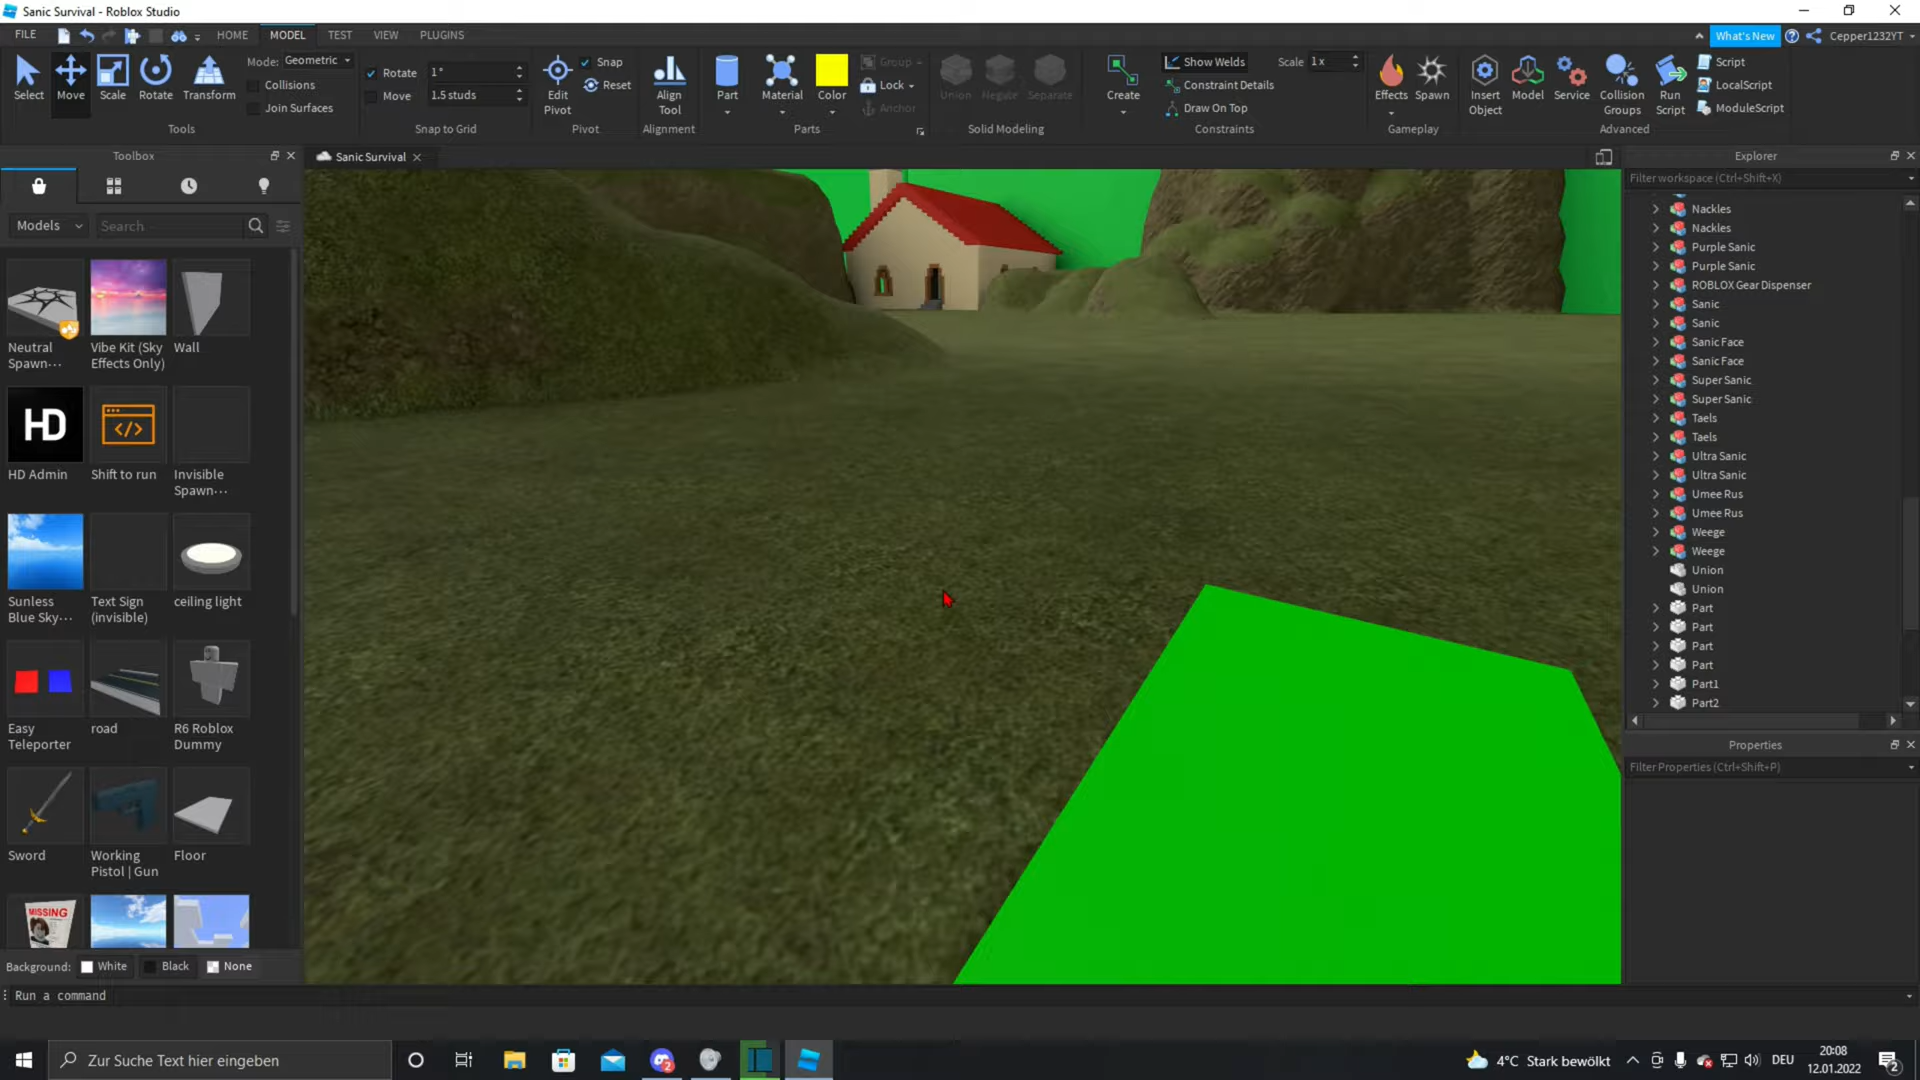 Sanic Survival - Roblox Studio
FILE
HOME
MODEL
TEST
VIEW
PLUGINS
What's New
Cepper1232YT
Select
Move
Scale
Rotate
Transform
Mode: Geometric
Collisions
Join Surfaces
Tools
Rotate 1°
Move 1.5 studs
Snap to Grid
Edit Pivot
Snap
Reset
Pivot
Align Tool
Alignment
Part
Material
Color
Group
Lock
Anchor
Parts
Union
Negate
Separate
Solid Modeling
Create
Show Welds
Constraint Details
Draw On Top
Scale 1 x
Constraints
Effects
Spawn
Gameplay
Insert Object
Model
Service
Collision Groups
Run Script
Script
LocalScript
ModuleScript
Advanced
Toolbox
Models
Search
Neutral Spawn...
Vibe Kit (Sky Effects Only)
Wall
HD
HD Admin
Shift to run
Invisible Spawn...
Sunless Blue Sky...
Text Sign (invisible)
ceiling light
Easy Teleporter
road
R6 Roblox Dummy
Sword
Working Pistol | Gun
Floor
MISSING
Background: White Black None
Run a command
Sanic Survival
Explorer
Filter workspace (Ctrl+Shift+X)
Nackles
Nackles
Purple Sanic
Purple Sanic
ROBLOX Gear Dispenser
Sanic
Sanic
Sanic Face
Sanic Face
Super Sanic
Super Sanic
Taels
Taels
Ultra Sanic
Ultra Sanic
Umee Rus
Umee Rus
Weege
Weege
Union
Union
Part
Part
Part
Part
Part1
Part2
Properties
Filter Properties (Ctrl+Shift+P)
Zur Suche Text hier eingeben
2
4°C Stark bewölkt
DEU
20:08
12.01.2022
2